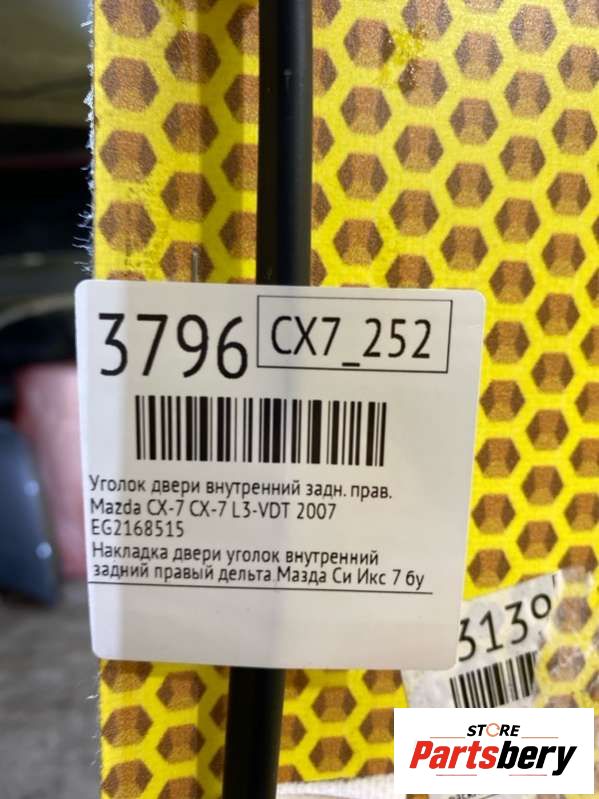 3796 CX7_252
Уголок двери внутренний задн. прав.
Mazda CX-7 CX-7 L3-VDT 2007
EG2168515
Накладка двери уголок внутренний
задний правый дельта Мазда Си Икс 7 бу
3139
STORE
Partsbery